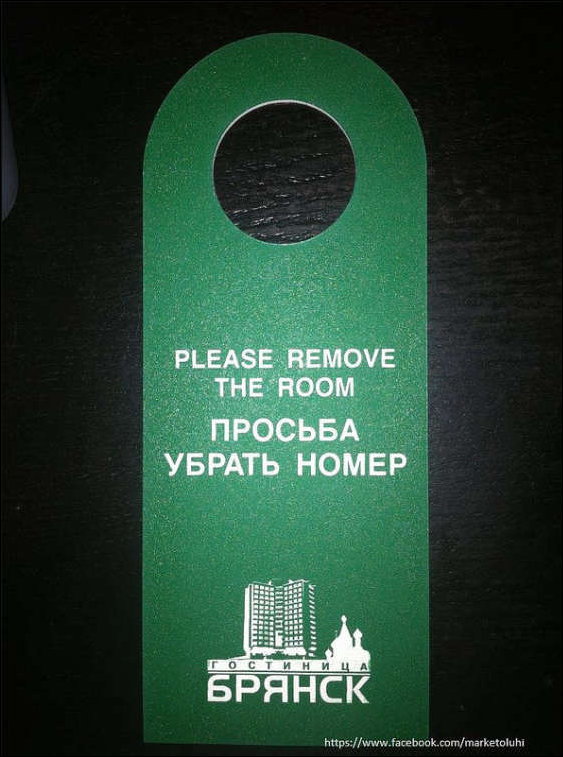 PLEASE REMOVE
THE ROOM
ПРОСЬБА
УБРАТЬ НОМЕР
ГОСТИНИЦА
БРЯНСК
https://www.facebook.com/marketoluhi